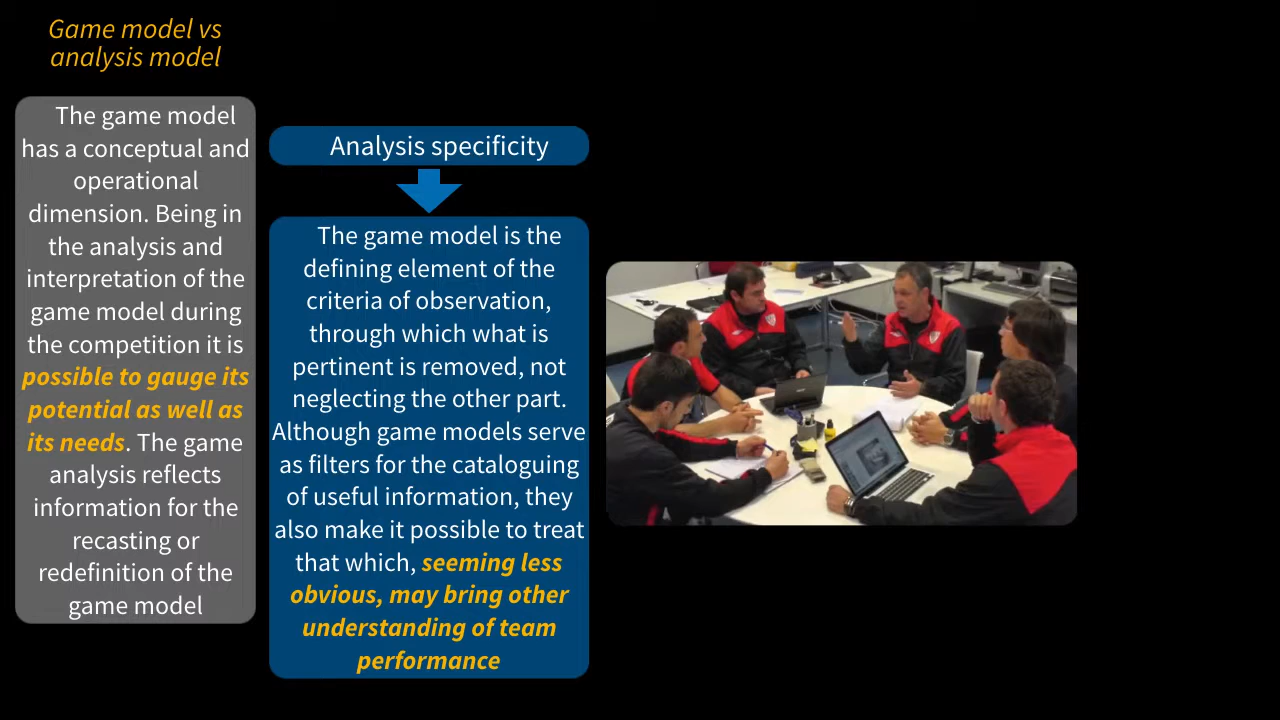 Game model vs
analysis model
The game model
has a conceptual and
operational
dimension. Being in
the analysis and
interpretation of the
game model during
the competition it is
possible to gauge its
potential as well as
its needs. The game
analysis reflects
information for the
recasting or
redefinition of the
game model
Analysis specificity
The game model is the
defining element of the
criteria of observation,
through which what is
pertinent is removed, not
neglecting the other part.
Although game models serve
as filters for the cataloguing
of useful information, they
also make it possible to treat
that which, seeming less
obvious, may bring other
understanding of team
performance